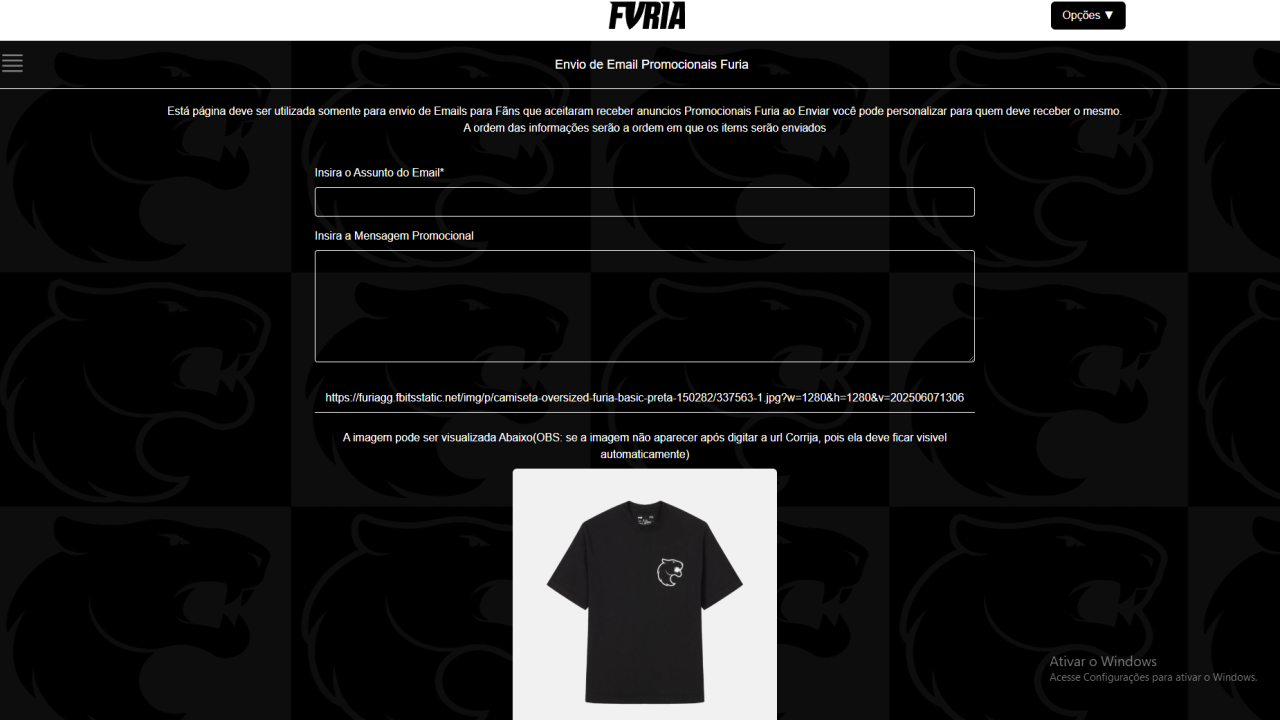 FVRIA
Opções ▼
Envio de Email Promocionais Furia
Está página deve ser utilizada somente para envio de Emails para Fãns que aceitaram receber anuncios Promocionais Furia ao Enviar você pode personalizar para quem deve receber o mesmo.
A ordem das informações serão a ordem em que os items serão enviados
Insira o Assunto do Email*
Insira a Mensagem Promocional
https://furiagg.fbitsstatic.net/img/p/camiseta-oversized-furia-basic-preta-150282/337563-1.jpg?w=1280&h=1280&v=202506071306
A imagem pode ser visualizada Abaixo(OBS: se a imagem não aparecer após digitar a url Corrija, pois ela deve ficar visivel
automaticamente)
Ativar o Windows
Acesse Configurações para ativar o Windows.